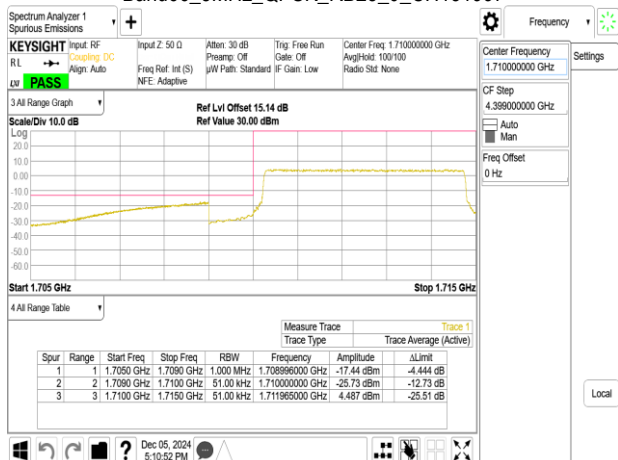 Spectrum Analyzer 1
Spurious Emissions
Frequency
Settings
KEYSIGHT
Input: RF
Coupling: DC
Align: Auto
Input Z: 50 Ω
Freq Ref: Int (S)
NFE: Adaptive
Atten: 30 dB
Preamp: Off
µW Path: Standard
Trig: Free Run
Gate: Off
IF Gain: Low
Center Freq: 1.710000000 GHz
Avg|Hold: 100/100
Radio Std: None
RL
LXI
PASS
Center Frequency
1.710000000 GHz
CF Step
4.399000000 GHz
Auto
Man
Freq Offset
0 Hz
3 All Range Graph
Scale/Div 10.0 dB
Ref Lvl Offset 15.14 dB
Ref Value 30.00 dBm
Log
20.0
10.0
0.00
-10.0
-20.0
-30.0
-40.0
-50.0
-60.0
Start 1.705 GHz
Stop 1.715 GHz
4 All Range Table
Measure Trace Trace 1
Trace Type Trace Average (Active)
Spur Range Start Freq Stop Freq RBW Frequency Amplitude ΔLimit
1 1 1.7050 GHz 1.7090 GHz 1.000 MHz 1.708996000 GHz -17.44 dBm -4.444 dB
2 2 1.7090 GHz 1.7100 GHz 51.00 kHz 1.710000000 GHz -25.73 dBm -12.73 dB
3 3 1.7100 GHz 1.7150 GHz 51.00 kHz 1.711965000 GHz 4.487 dBm -25.51 dB
Local
Dec 05, 2024
5:10:52 PM